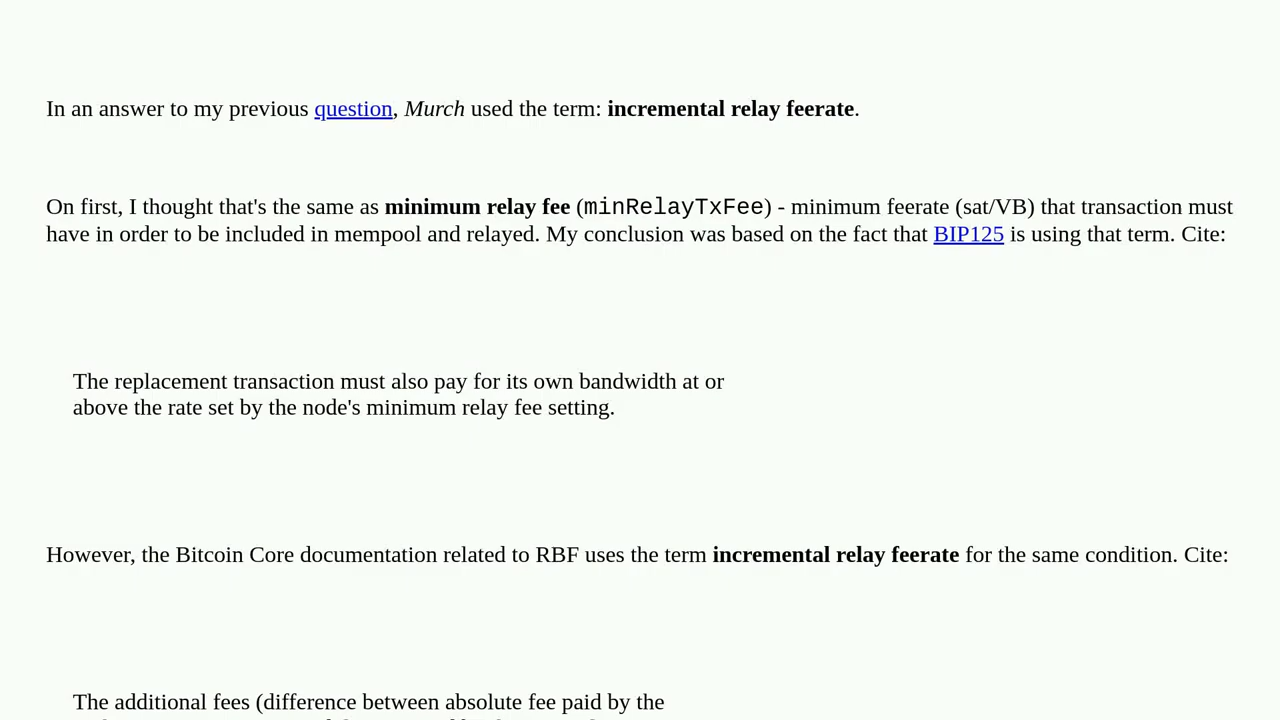 In an answer to my previous question, Murch used the term: incremental relay feerate.
On first, I thought that's the same as minimum relay fee (minRelayTxFee) - minimum feerate (sat/VB) that transaction must
have in order to be included in mempool and relayed. My conclusion was based on the fact that BIP125 is using that term. Cite:
The replacement transaction must also pay for its own bandwidth at or
above the rate set by the node's minimum relay fee setting.
However, the Bitcoin Core documentation related to RBF uses the term incremental relay feerate for the same condition. Cite:
The additional fees (difference between absolute fee paid by the